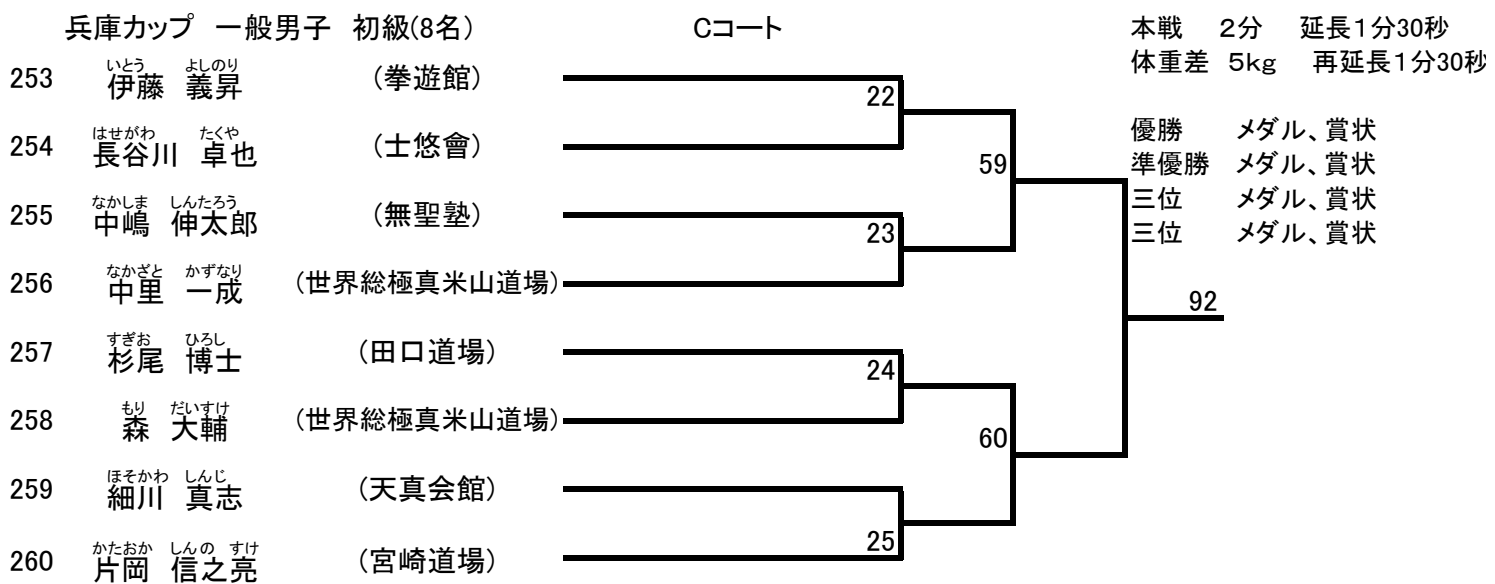 兵庫カップ 一般男子 初級(8名) Cコート 本戦 2分 延長1分30秒
体重差 5kg 再延長1分30秒
いとう よしのり
253 伊藤 義昇 (拳遊館)
22
優勝 メダル、賞状
はせがわ たくや
254 長谷川 卓也 (士悠會)
準優勝 メダル、賞状
59
三位 メダル、賞状
なかしま しんたろう
255 中嶋 伸太郎 (無聖塾)
23
三位 メダル、賞状
なかざと かずなり
256 中里 一成 (世界総極真米山道場)
92
すぎお ひろし
257 杉尾 博士 (田口道場)
24
もり だいすけ
258 森 大輔 (世界総極真米山道場)
60
ほそかわ しんじ
259 細川 真志 (天真会館)
25
かたおか しんの すけ
260 片岡 信之亮 (宮崎道場)